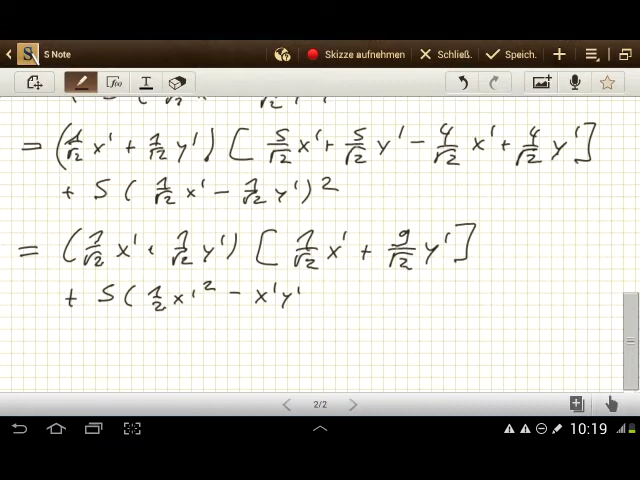 S Note
Skizze aufnehmen
Schließ.
Speich.
= (1/√2 x' + 1/√2 y') [ 5/√2 x' + 5/√2 y' - 4/√2 x' + 4/√2 y' ]
+ 5 ( 1/√2 x' - 1/√2 y' )²
= (1/√2 x' + 1/√2 y') [ 1/√2 x' + 9/√2 y' ]
+ 5 ( 1/2 x'² - x'y'
2/2
10:19